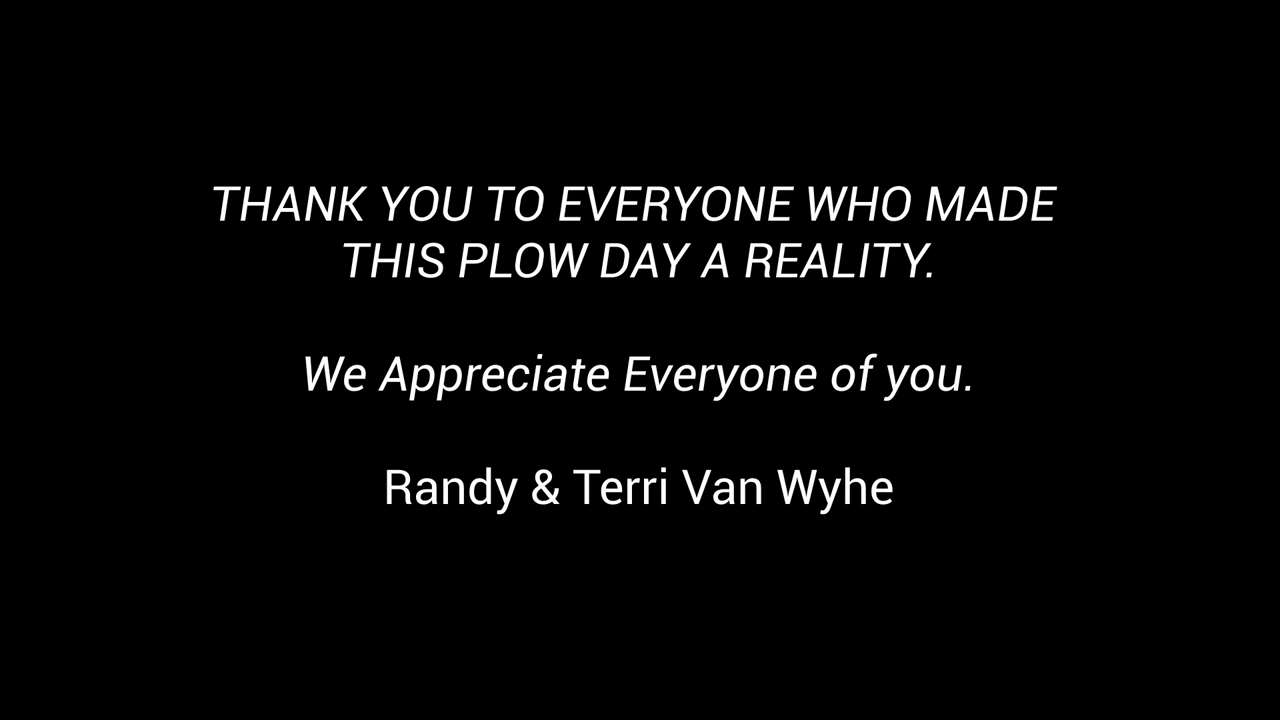 THANK YOU TO EVERYONE WHO MADE
THIS PLOW DAY A REALITY.
We Appreciate Everyone of you.
Randy & Terri Van Wyhe